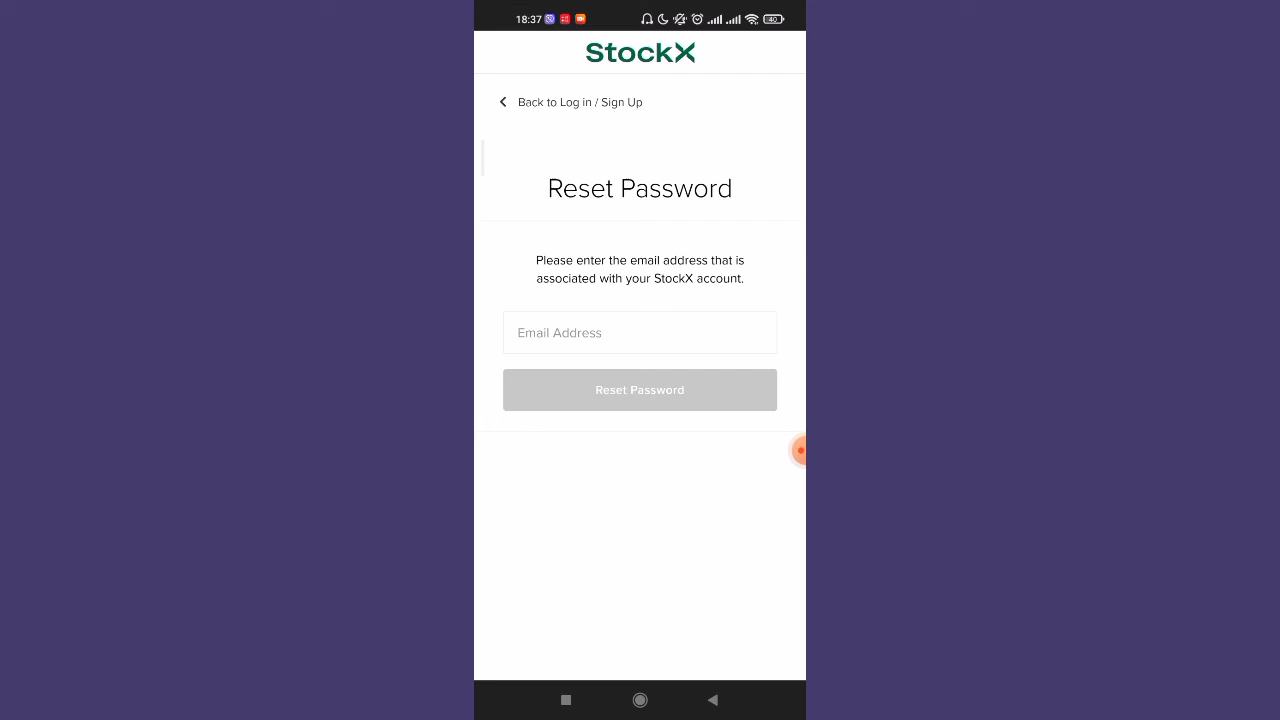 18:37
40
StockX
Back to Log in / Sign Up
Reset Password
Please enter the email address that is
associated with your StockX account.
Email Address
Reset Password